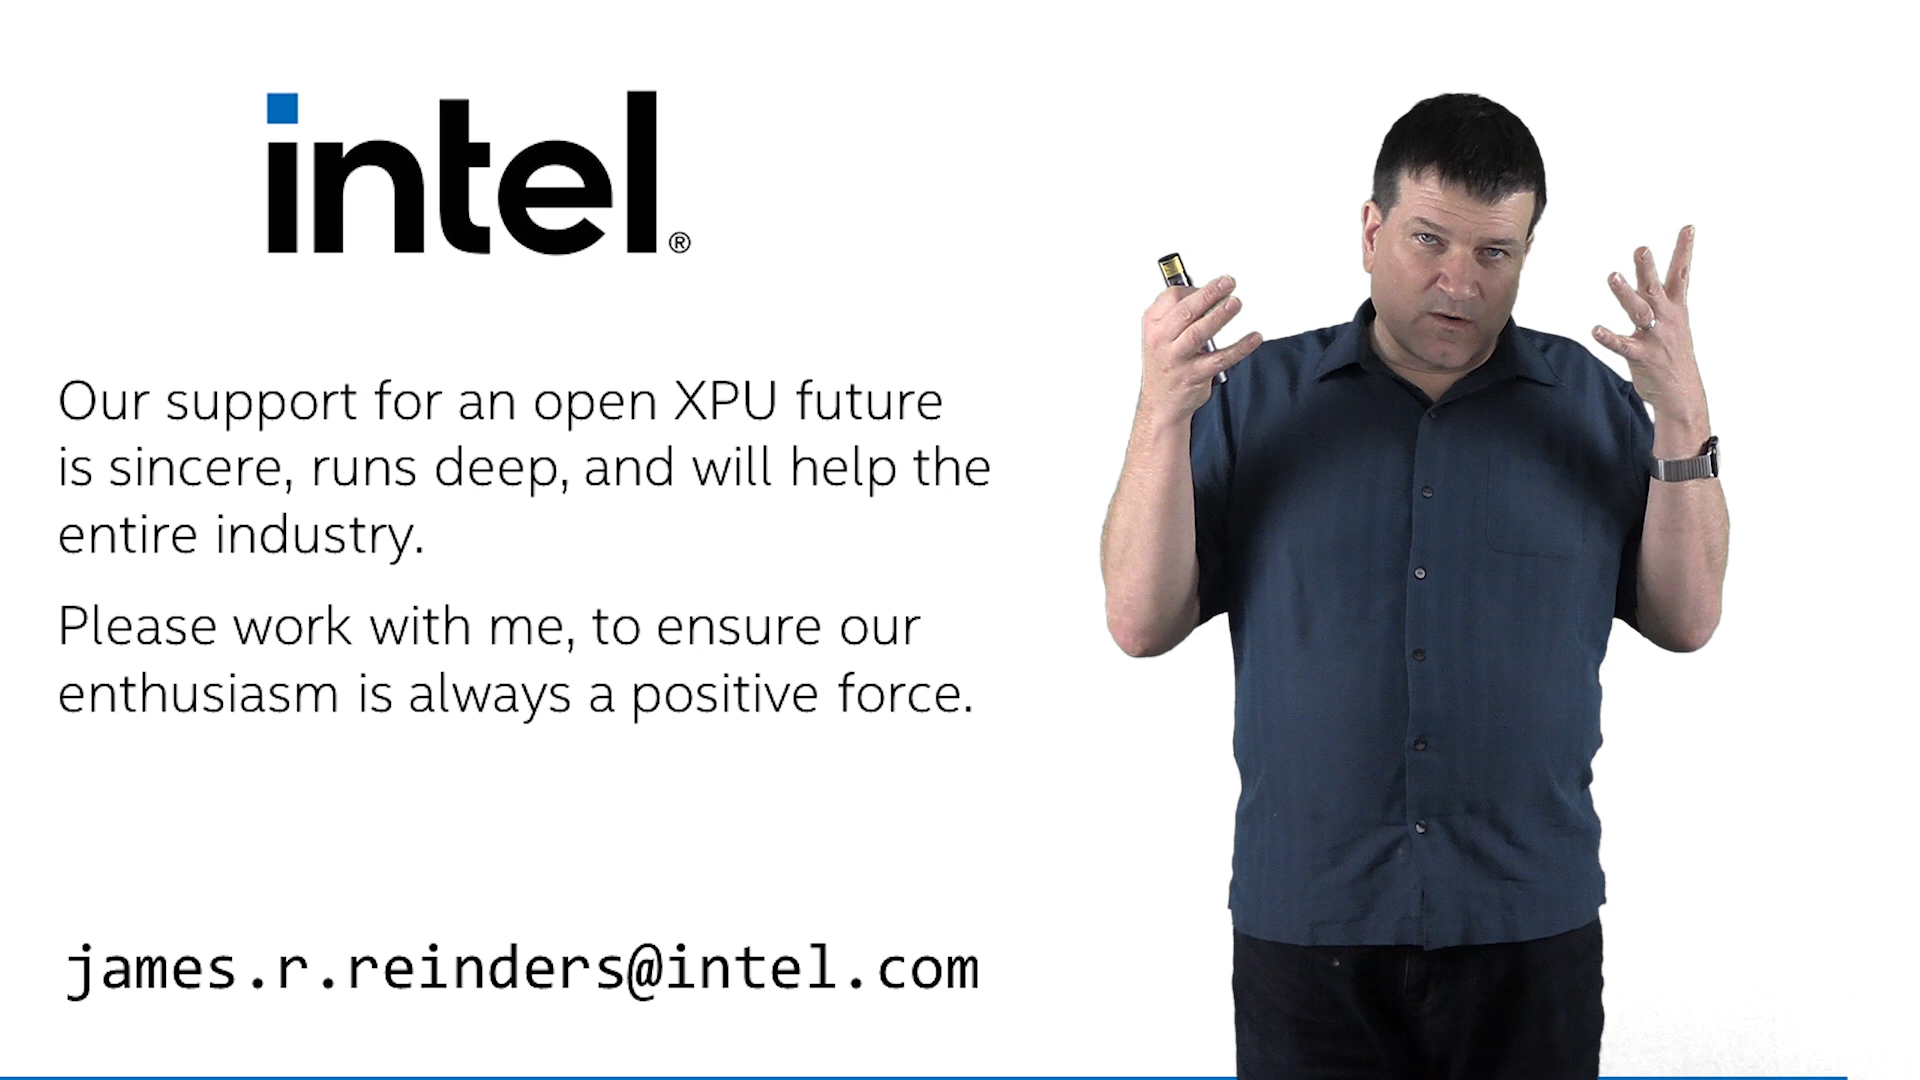 intel®
Our support for an open XPU future
is sincere, runs deep, and will help the
entire industry.
Please work with me, to ensure our
enthusiasm is always a positive force.
james.r.reinders@intel.com